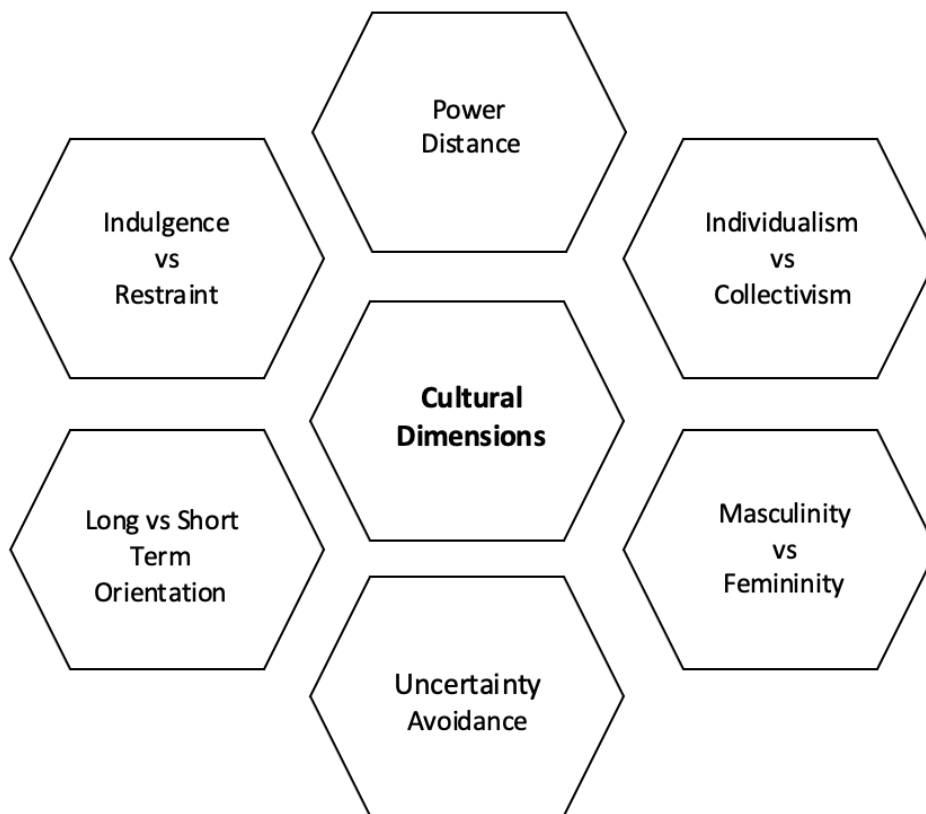 Power
Distance
Indulgence
vs
Restraint
Individualism
vs
Collectivism
Cultural
Dimensions
Long vs Short
Term
Orientation
Masculinity
vs
Femininity
Uncertainty
Avoidance